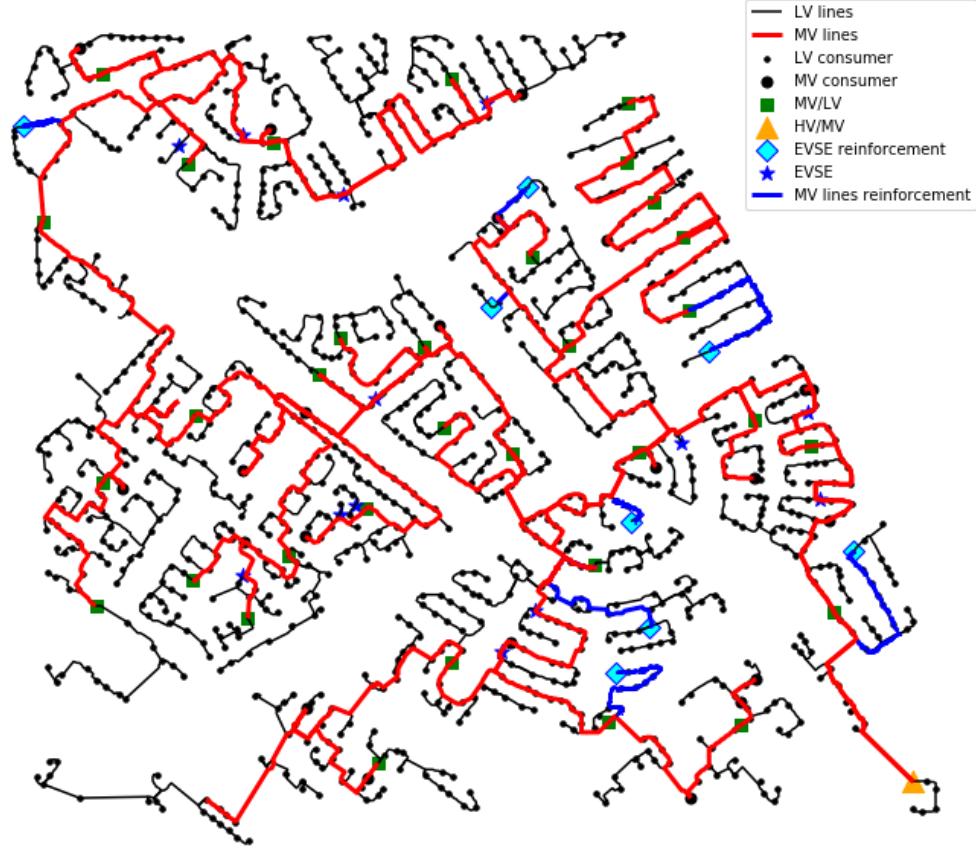 LV lines
MV lines
LV consumer
MV consumer
MV/LV
HV/MV
EVSE reinforcement
EVSE
MV lines reinforcement